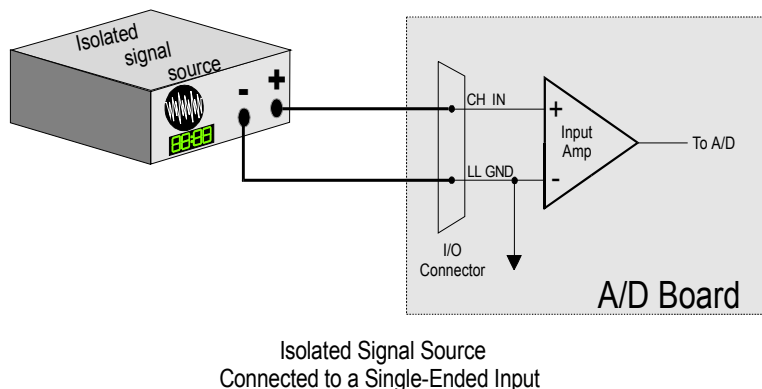 Isolated
signal
source
- +
CH IN
+
Input
Amp
To A/D
LL GND
-
I/O
Connector
A/D Board
Isolated Signal Source
Connected to a Single-Ended Input